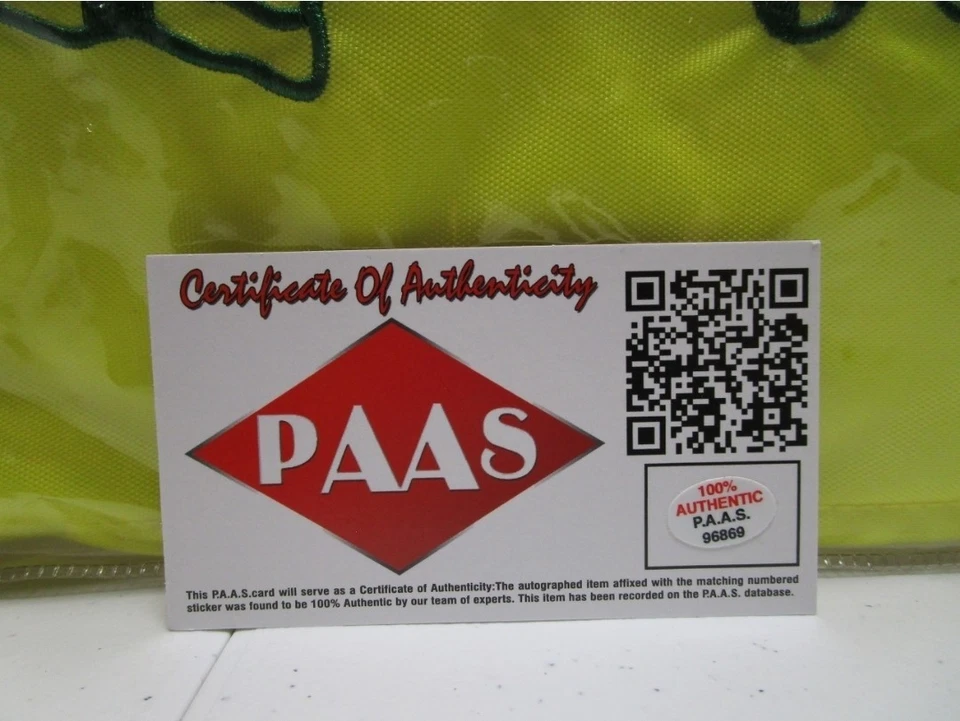 Certificate Of Authenticity
PAAS
100%
AUTHENTIC
P.A.A.S.
96869
This P.A.A.S.card will serve as a Certificate of Authenticity:The autographed item affixed with the matching numbered
sticker was found to be 100% Authentic by our team of experts. This item has been recorded on the P.A.A.S. database.